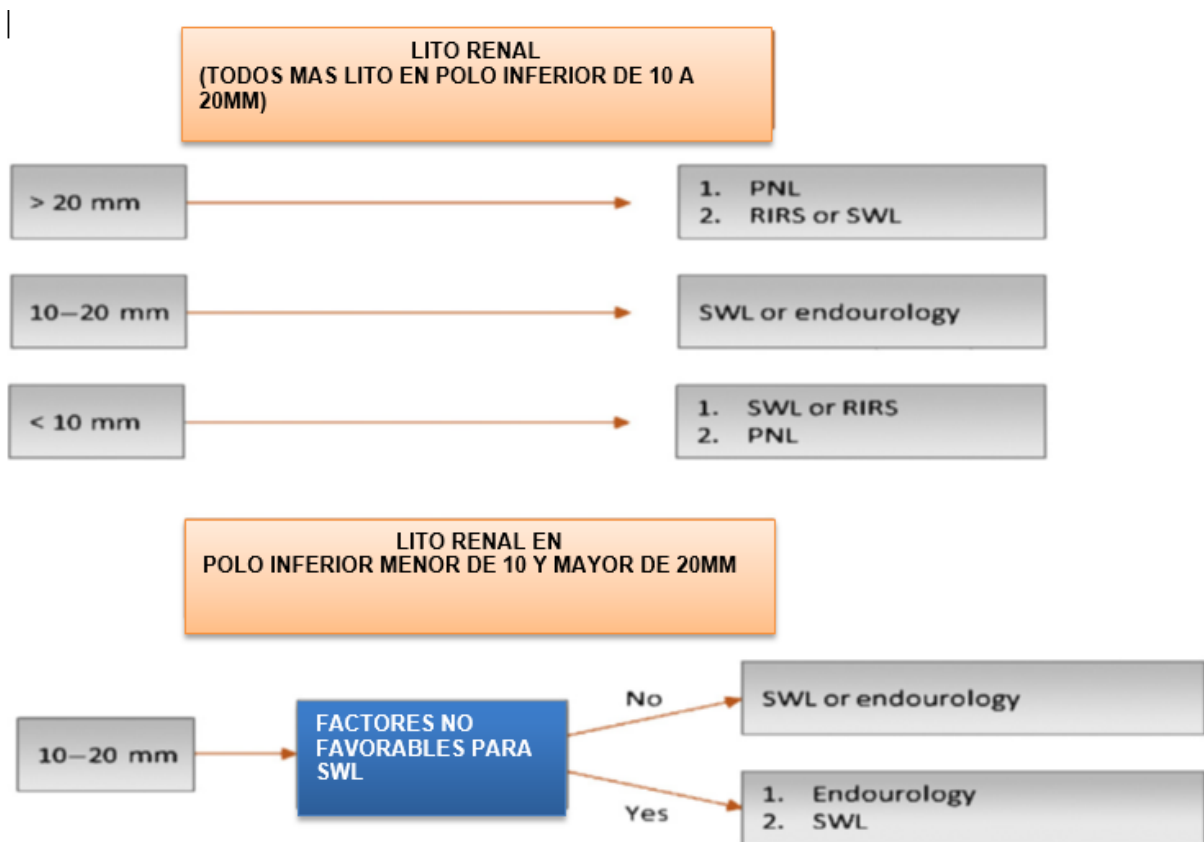 LITO RENAL
(TODOS MAS LITO EN POLO INFERIOR DE 10 A
20MM)
> 20 mm
1. PNL
2. RIRS or SWL
10–20 mm
SWL or endourology
< 10 mm
1. SWL or RIRS
2. PNL
LITO RENAL EN
POLO INFERIOR MENOR DE 10 Y MAYOR DE 20MM
10–20 mm
FACTORES NO
FAVORABLES PARA
SWL
No
SWL or endourology
Yes
1. Endourology
2. SWL